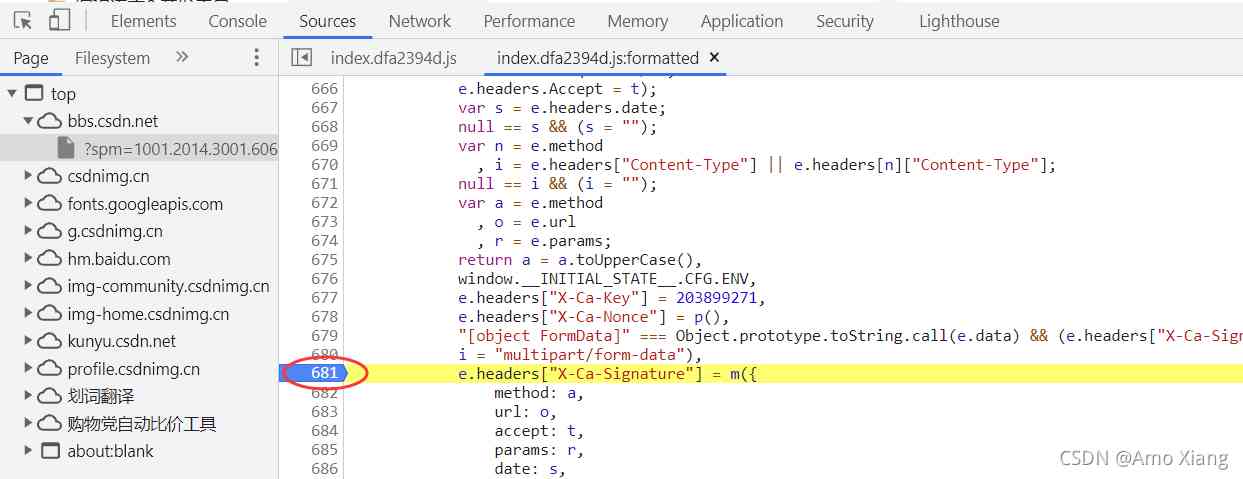 Elements Console Sources Network Performance Memory Application Security Lighthouse
Page Filesystem index.dfa2394d.js index.dfa2394d.js:formatted ×
top
bbs.csdn.net
?spm=1001.2014.3001.606
csdnimg.cn
fonts.googleapis.com
g.csdnimg.cn
hm.baidu.com
img-community.csdnimg.cn
img-home.csdnimg.cn
kunyu.csdn.net
profile.csdnimg.cn
划词翻译
购物党自动比价工具
about:blank
666 e.headers.Accept = t);
667 var s = e.headers.date;
668 null == s && (s = "");
669 var n = e.method
670 , i = e.headers["Content-Type"] || e.headers[n]["Content-Type"];
671 null == i && (i = "");
672 var a = e.method
673 , o = e.url
674 , r = e.params;
675 return a = a.toUpperCase(),
676 window.__INITIAL_STATE__.CFG.ENV,
677 e.headers["X-Ca-Key"] = 203899271,
678 e.headers["X-Ca-Nonce"] = p(),
679 "[object FormData]" === Object.prototype.toString.call(e.data) && (e.headers["X-Ca-Sig
680 i = "multipart/form-data"),
681 e.headers["X-Ca-Signature"] = m({
682 method: a,
683 url: o,
684 accept: t,
685 params: r,
686 date: s,
CSDN @Amo Xiang